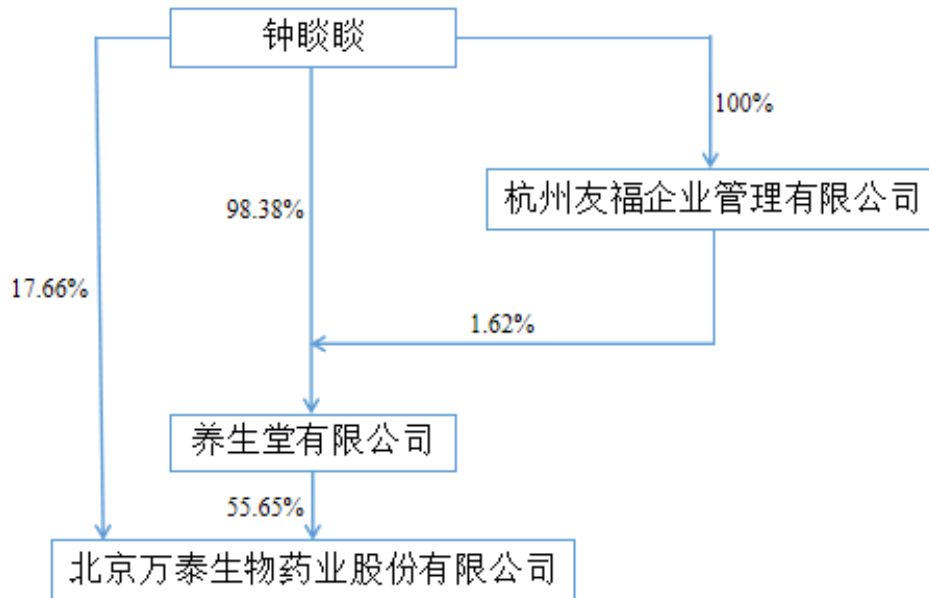 钟睒睒
100%
杭州友福企业管理有限公司
98.38%
17.66%
1.62%
养生堂有限公司
55.65%
北京万泰生物药业股份有限公司